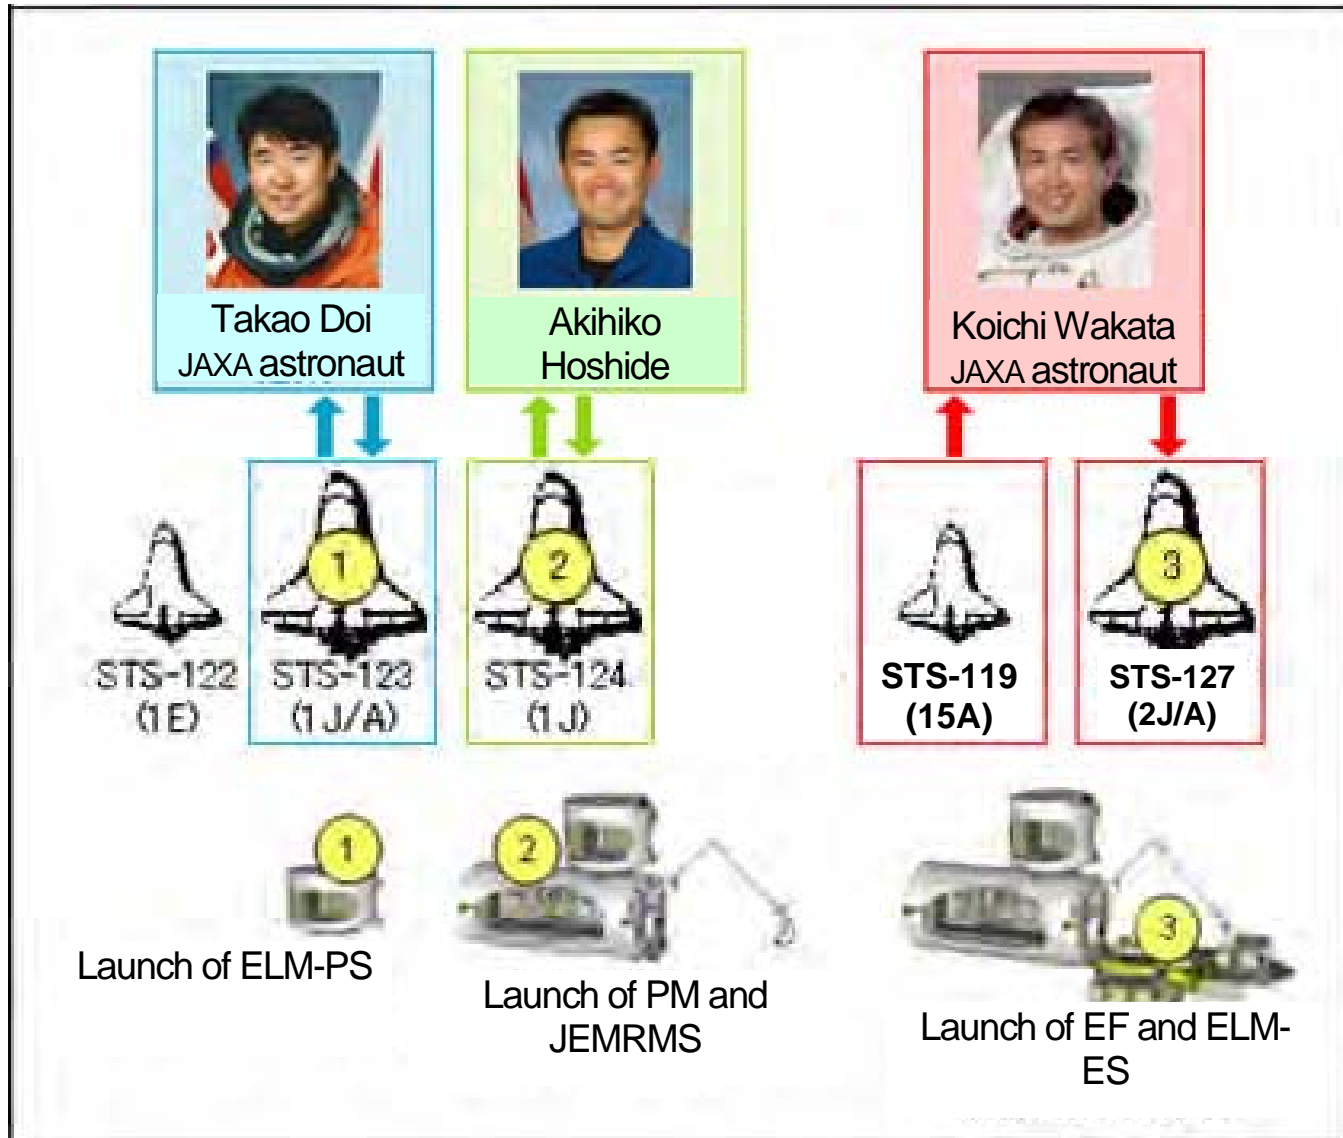 Takao Doi
JAXA astronaut
Akihiko
Hoshide
Koichi Wakata
JAXA astronaut
1
2
3
STS-122
(1E)
STS-123
(1J/A)
STS-124
(1J)
STS-119
(15A)
STS-127
(2J/A)
1
2
3
Launch of ELM-PS
Launch of PM and
JEMRMS
Launch of EF and ELM-
ES